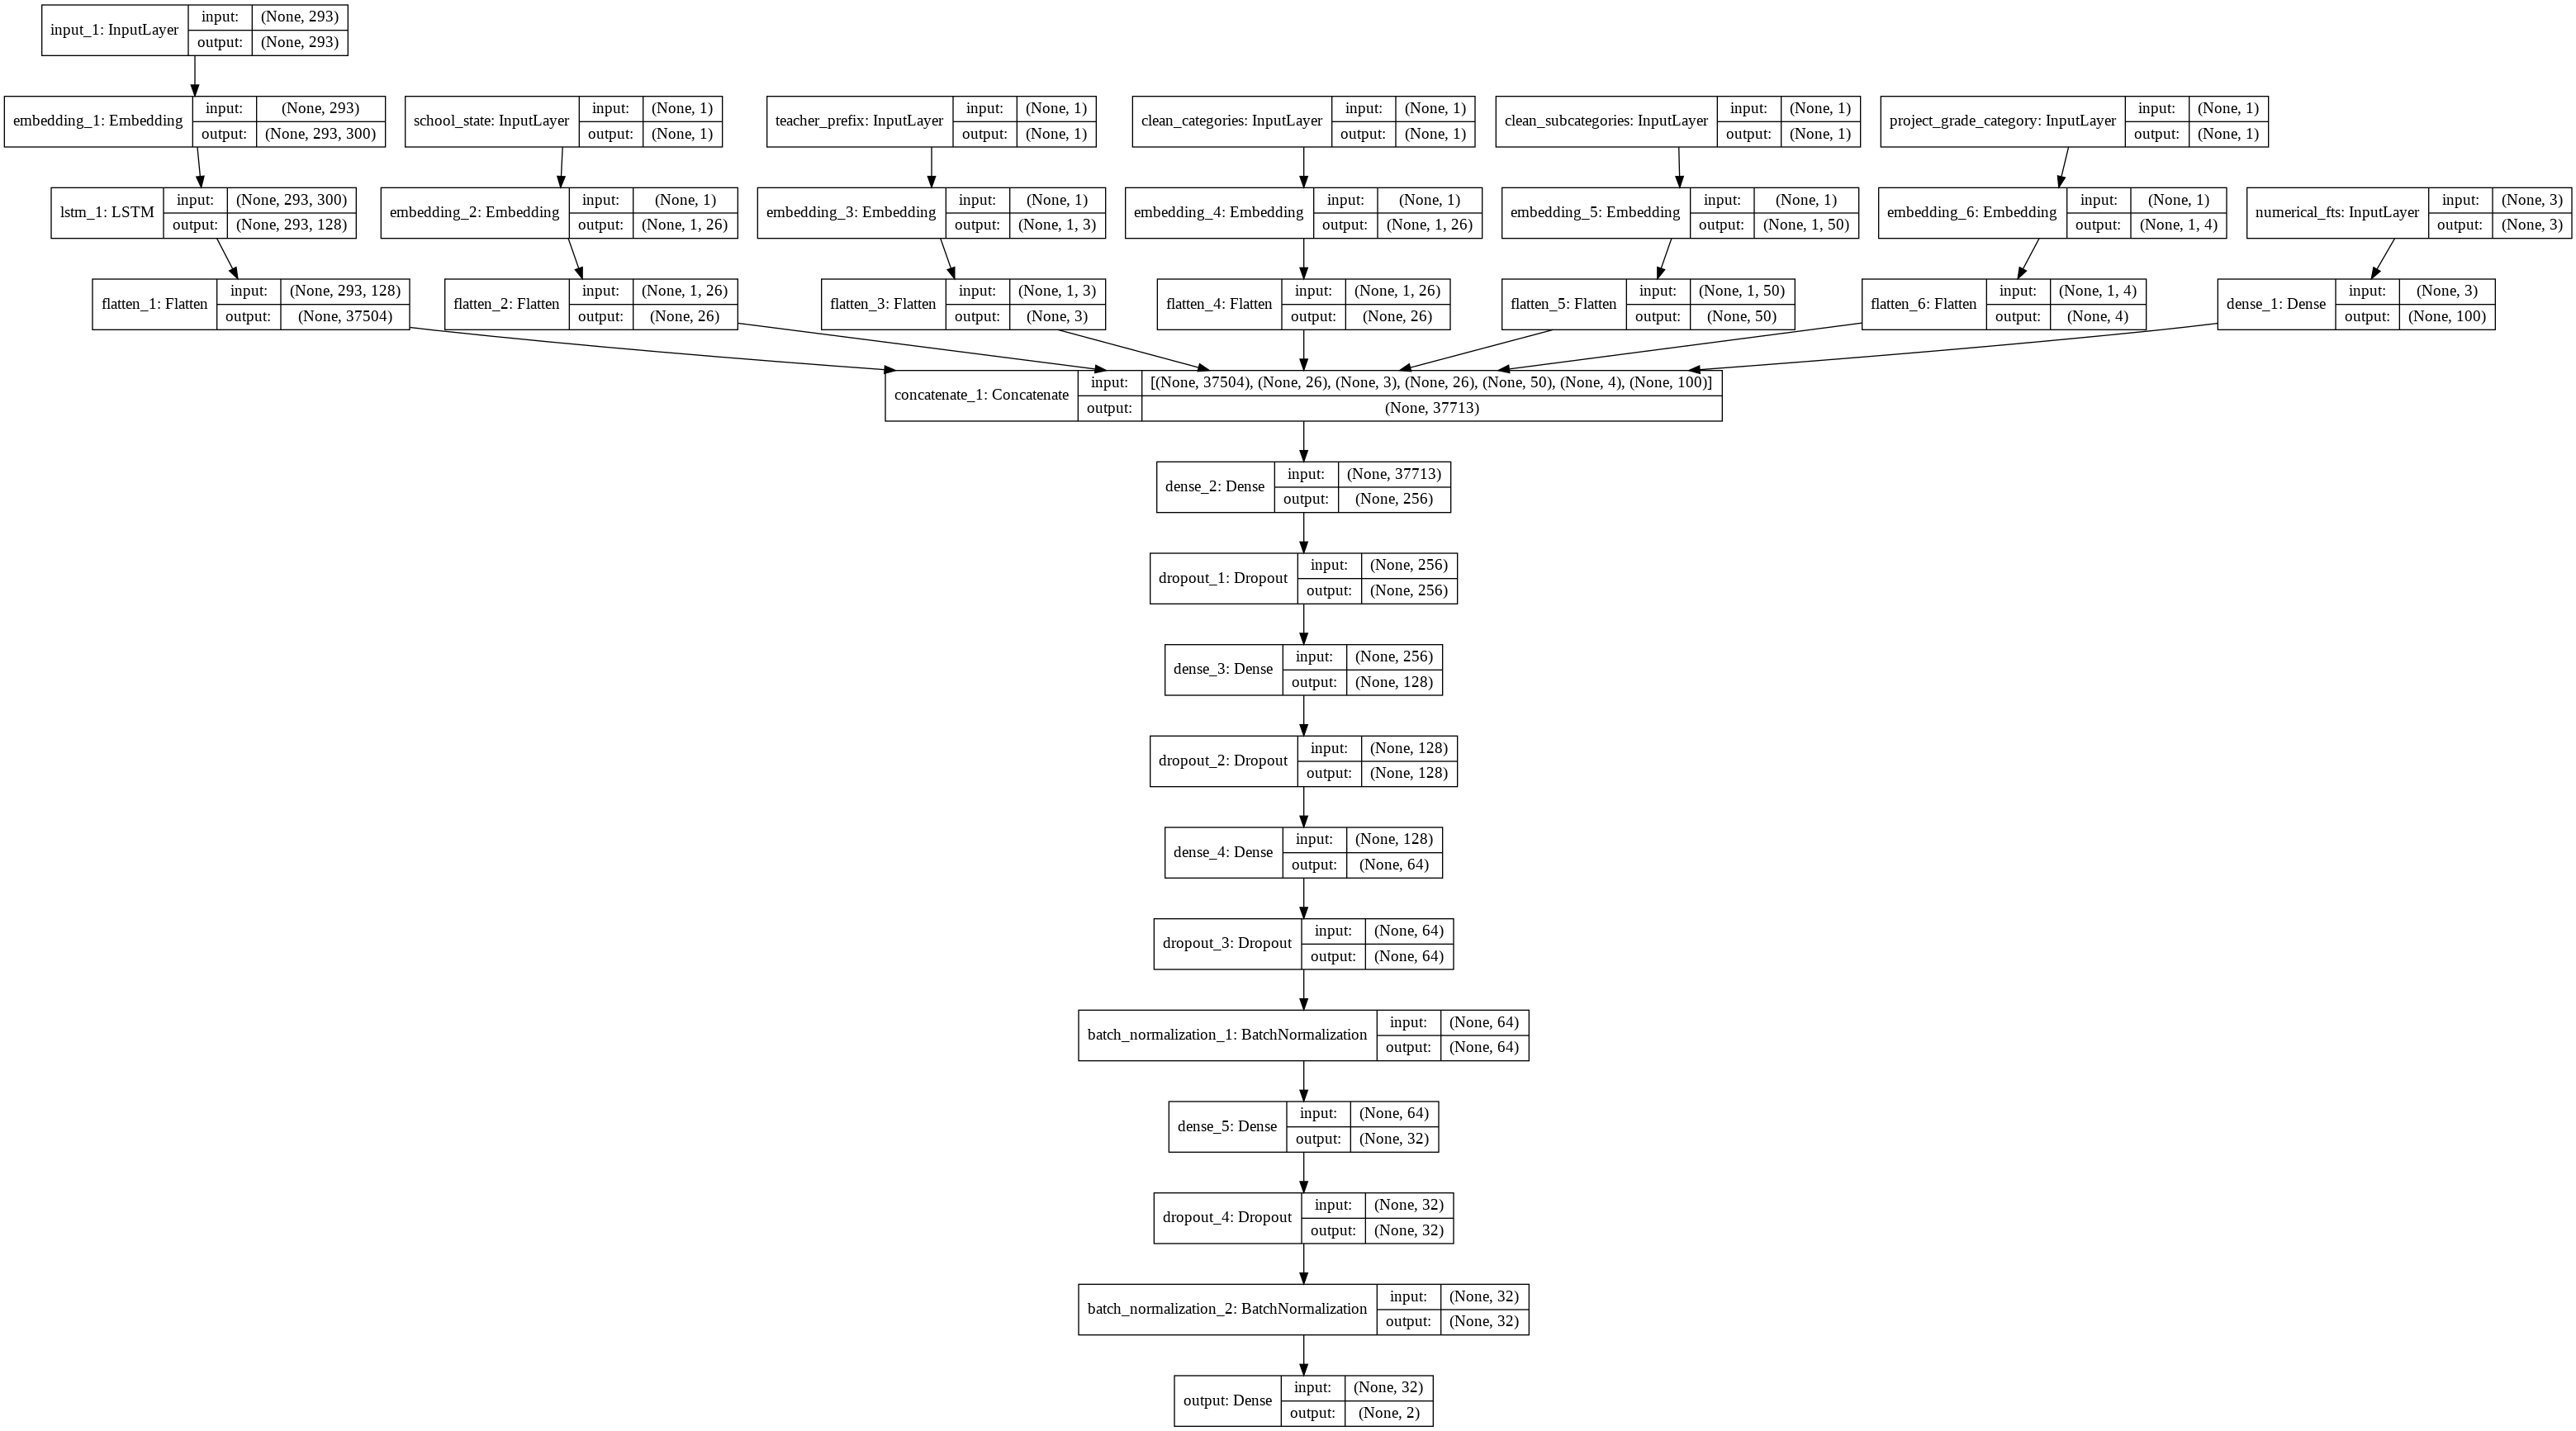 input_1: InputLayer
input: (None, 293)
output: (None, 293)
embedding_1: Embedding
input: (None, 293)
output: (None, 293, 300)
school_state: InputLayer
input: (None, 1)
output: (None, 1)
teacher_prefix: InputLayer
input: (None, 1)
output: (None, 1)
clean_categories: InputLayer
input: (None, 1)
output: (None, 1)
clean_subcategories: InputLayer
input: (None, 1)
output: (None, 1)
project_grade_category: InputLayer
input: (None, 1)
output: (None, 1)
lstm_1: LSTM
input: (None, 293, 300)
output: (None, 293, 128)
embedding_2: Embedding
input: (None, 1)
output: (None, 1, 26)
embedding_3: Embedding
input: (None, 1)
output: (None, 1, 3)
embedding_4: Embedding
input: (None, 1)
output: (None, 1, 26)
embedding_5: Embedding
input: (None, 1)
output: (None, 1, 50)
embedding_6: Embedding
input: (None, 1)
output: (None, 1, 4)
numerical_fts: InputLayer
input: (None, 3)
output: (None, 3)
flatten_1: Flatten
input: (None, 293, 128)
output: (None, 37504)
flatten_2: Flatten
input: (None, 1, 26)
output: (None, 26)
flatten_3: Flatten
input: (None, 1, 3)
output: (None, 3)
flatten_4: Flatten
input: (None, 1, 26)
output: (None, 26)
flatten_5: Flatten
input: (None, 1, 50)
output: (None, 50)
flatten_6: Flatten
input: (None, 1, 4)
output: (None, 4)
dense_1: Dense
input: (None, 3)
output: (None, 100)
concatenate_1: Concatenate
input: [(None, 37504), (None, 26), (None, 3), (None, 26), (None, 50), (None, 4), (None, 100)]
output: (None, 37713)
dense_2: Dense
input: (None, 37713)
output: (None, 256)
dropout_1: Dropout
input: (None, 256)
output: (None, 256)
dense_3: Dense
input: (None, 256)
output: (None, 128)
dropout_2: Dropout
input: (None, 128)
output: (None, 128)
dense_4: Dense
input: (None, 128)
output: (None, 64)
dropout_3: Dropout
input: (None, 64)
output: (None, 64)
batch_normalization_1: BatchNormalization
input: (None, 64)
output: (None, 64)
dense_5: Dense
input: (None, 64)
output: (None, 32)
dropout_4: Dropout
input: (None, 32)
output: (None, 32)
batch_normalization_2: BatchNormalization
input: (None, 32)
output: (None, 32)
output: Dense
input: (None, 32)
output: (None, 2)